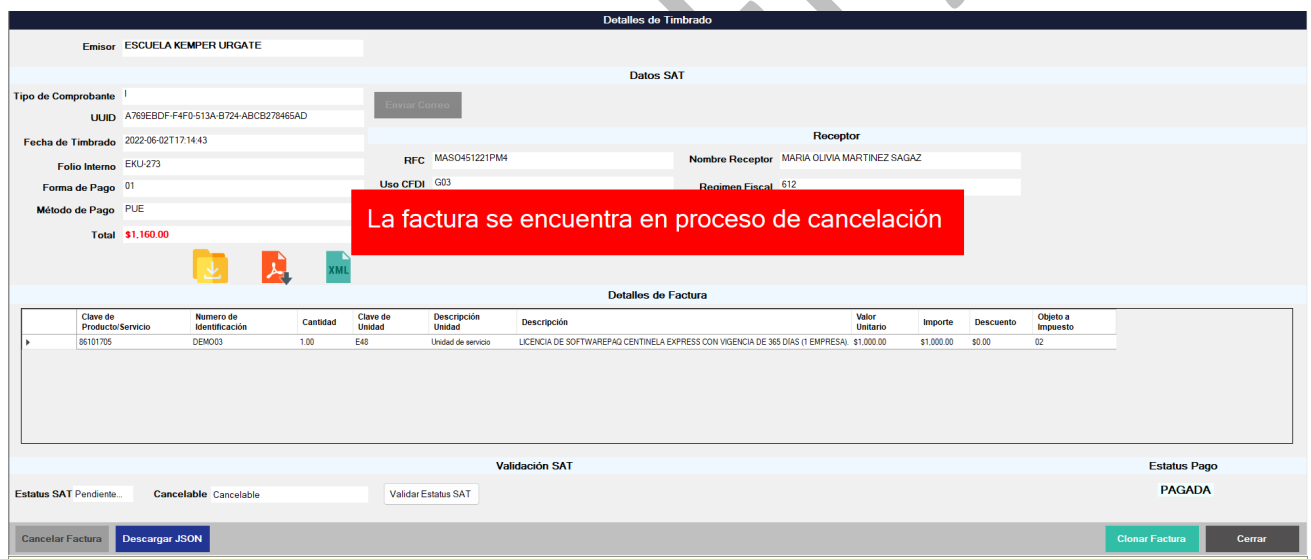 Detalles de Timbrado
Emisor ESCUELA KEMPER URGATE
Datos SAT
Tipo de Comprobante I
Enviar Correo
UUID A769EBDF-F4F0-513A-B724-ABCB278465AD
Receptor
Fecha de Timbrado 2022-06-02T17:14:43
RFC MASO451221PM4 Nombre Receptor MARIA OLIVIA MARTINEZ SAGAZ
Folio Interno EKU-273
Uso CFDI G03 Regimen Fiscal 612
Forma de Pago 01
Método de Pago PUE
La factura se encuentra en proceso de cancelación
Total $1,160.00
XML
Detalles de Factura
Clave de Producto/Servicio Numero de Identificación Cantidad Clave de Unidad Descripción Unidad Descripción Valor Unitario Importe Descuento Objeto a Impuesto
86101705 DEMO03 1.00 E48 Unidad de servicio LICENCIA DE SOFTWAREPAQ CENTINELA EXPRESS CON VIGENCIA DE 365 DÍAS (1 EMPRESA). $1,000.00 $1,000.00 $0.00 02
Validación SAT Estatus Pago
Estatus SAT Pendiente... Cancelable Cancelable Validar Estatus SAT PAGADA
Cancelar Factura Descargar JSON Clonar Factura Cerrar